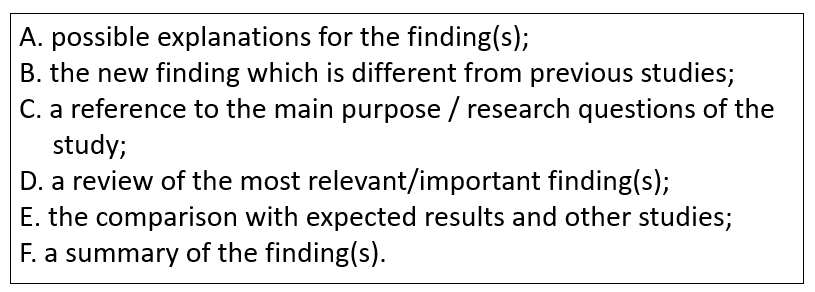 A. possible explanations for the finding(s);
B. the new finding which is different from previous studies;
C. a reference to the main purpose / research questions of the
study;
D. a review of the most relevant/important finding(s);
E. the comparison with expected results and other studies;
F. a summary of the finding(s).